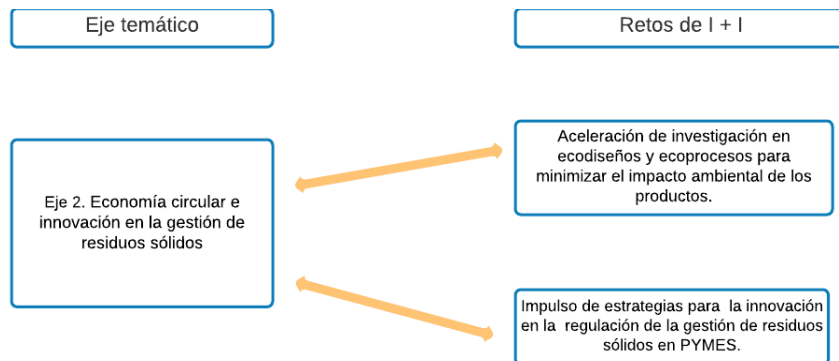 Eje temático
Retos de I + I
Aceleración de investigación en
ecodiseños y ecoprocesos para
minimizar el impacto ambiental de los
productos.
Eje 2. Economía circular e
innovación en la gestión de
residuos sólidos
Impulso de estrategias para la innovación
en la regulación de la gestión de residuos
sólidos en PYMES.